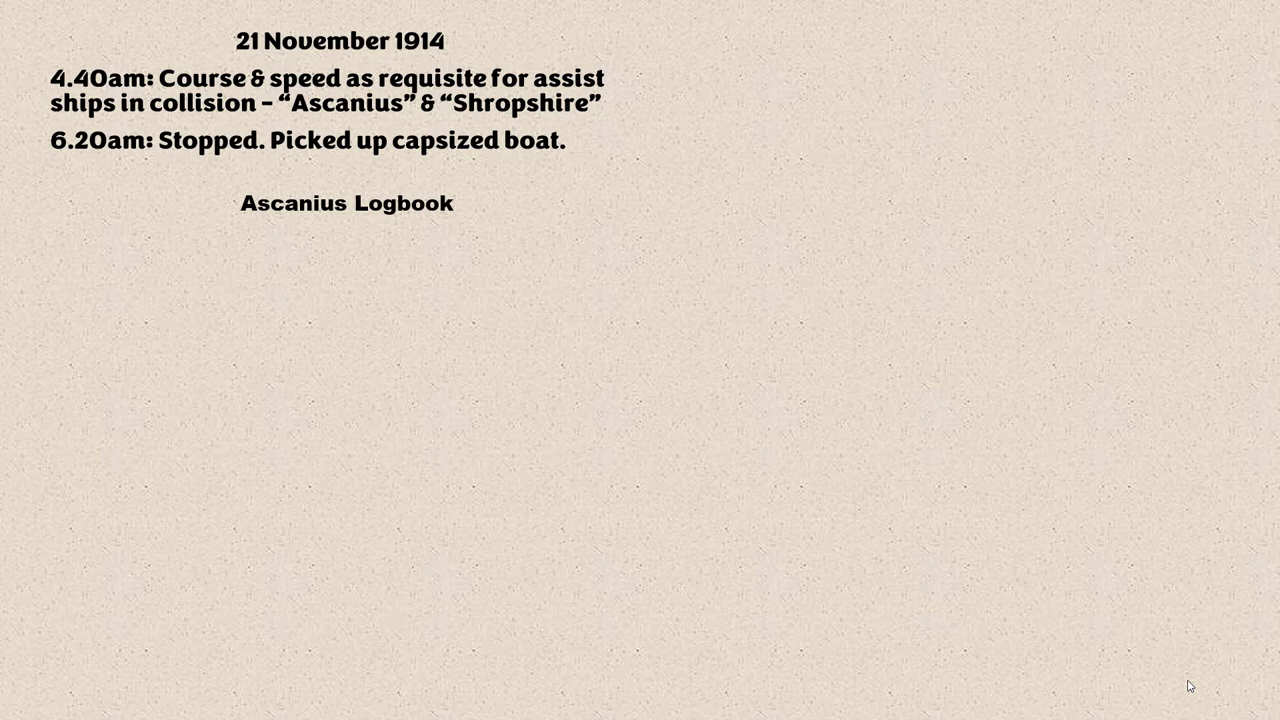 21 November 1914
4.40am: Course & speed as requisite for assist
ships in collision – “Ascanius” & “Shropshire”
6.20am: Stopped. Picked up capsized boat.
Ascanius Logbook